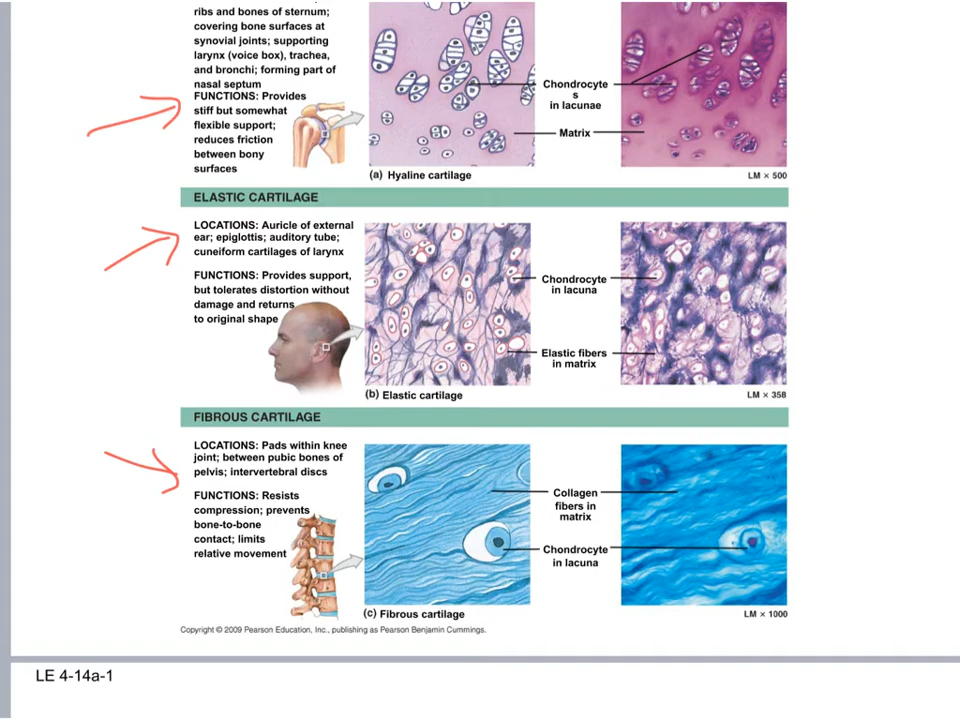 ribs and bones of sternum;
covering bone surfaces at
synovial joints; supporting
larynx (voice box), trachea,
and bronchi; forming part of
nasal septum
FUNCTIONS: Provides
stiff but somewhat
flexible support;
reduces friction
between bony
surfaces
Chondrocyte
s
in lacunae
Matrix
(a) Hyaline cartilage
LM × 500
ELASTIC CARTILAGE
LOCATIONS: Auricle of external
ear; epiglottis; auditory tube;
cuneiform cartilages of larynx
FUNCTIONS: Provides support,
but tolerates distortion without
damage and returns
to original shape
Chondrocyte
in lacuna
Elastic fibers
in matrix
(b) Elastic cartilage
LM × 358
FIBROUS CARTILAGE
LOCATIONS: Pads within knee
joint; between pubic bones of
pelvis; intervertebral discs
FUNCTIONS: Resists
compression; prevents
bone-to-bone
contact; limits
relative movement
Collagen
fibers in
matrix
Chondrocyte
in lacuna
(c) Fibrous cartilage
LM × 1000
Copyright © 2009 Pearson Education, Inc., publishing as Pearson Benjamin Cummings.
LE 4-14a-1